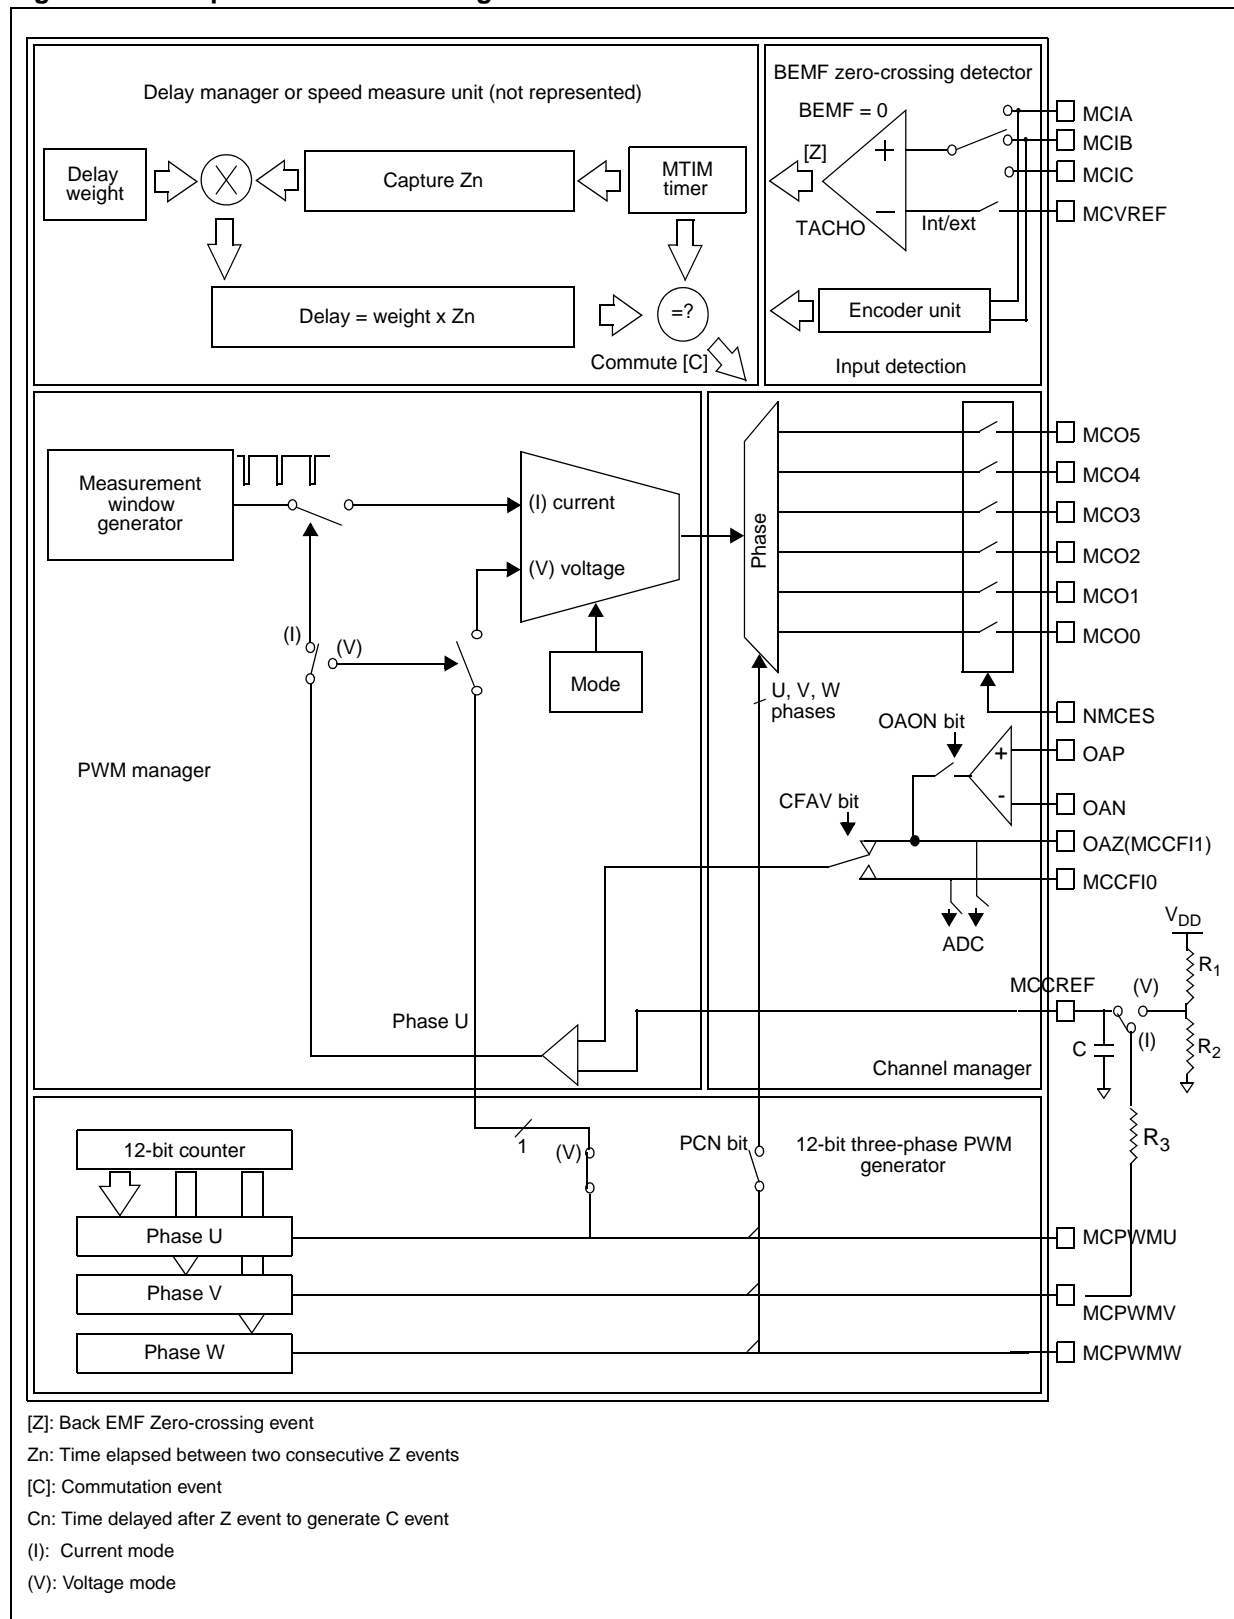 Delay manager or speed measure unit (not represented)
Delay
weight
X
Capture Zn
MTIM
timer
Delay = weight x Zn
=?
Commute [C]
BEMF zero-crossing detector
BEMF = 0
[Z]
+
−
TACHO
Int/ext
Encoder unit
Input detection
MCIA
MCIB
MCIC
MCVREF
Measurement
window
generator
(I) current
(V) voltage
(I)
(V)
Mode
PWM manager
Phase U
Phase
U, V, W
phases
OAON bit
+
-
CFAV bit
ADC
Channel manager
MCO5
MCO4
MCO3
MCO2
MCO1
MCO0
NMCES
OAP
OAN
OAZ(MCCFI1)
MCCFI0
VDD
R1
MCCREF
(V)
(I)
C
R2
R3
12-bit counter
Phase U
Phase V
Phase W
1
(V)
PCN bit
12-bit three-phase PWM
generator
MCPWMU
MCPWMV
MCPWMW
[Z]: Back EMF Zero-crossing event
Zn: Time elapsed between two consecutive Z events
[C]: Commutation event
Cn: Time delayed after Z event to generate C event
(I): Current mode
(V): Voltage mode